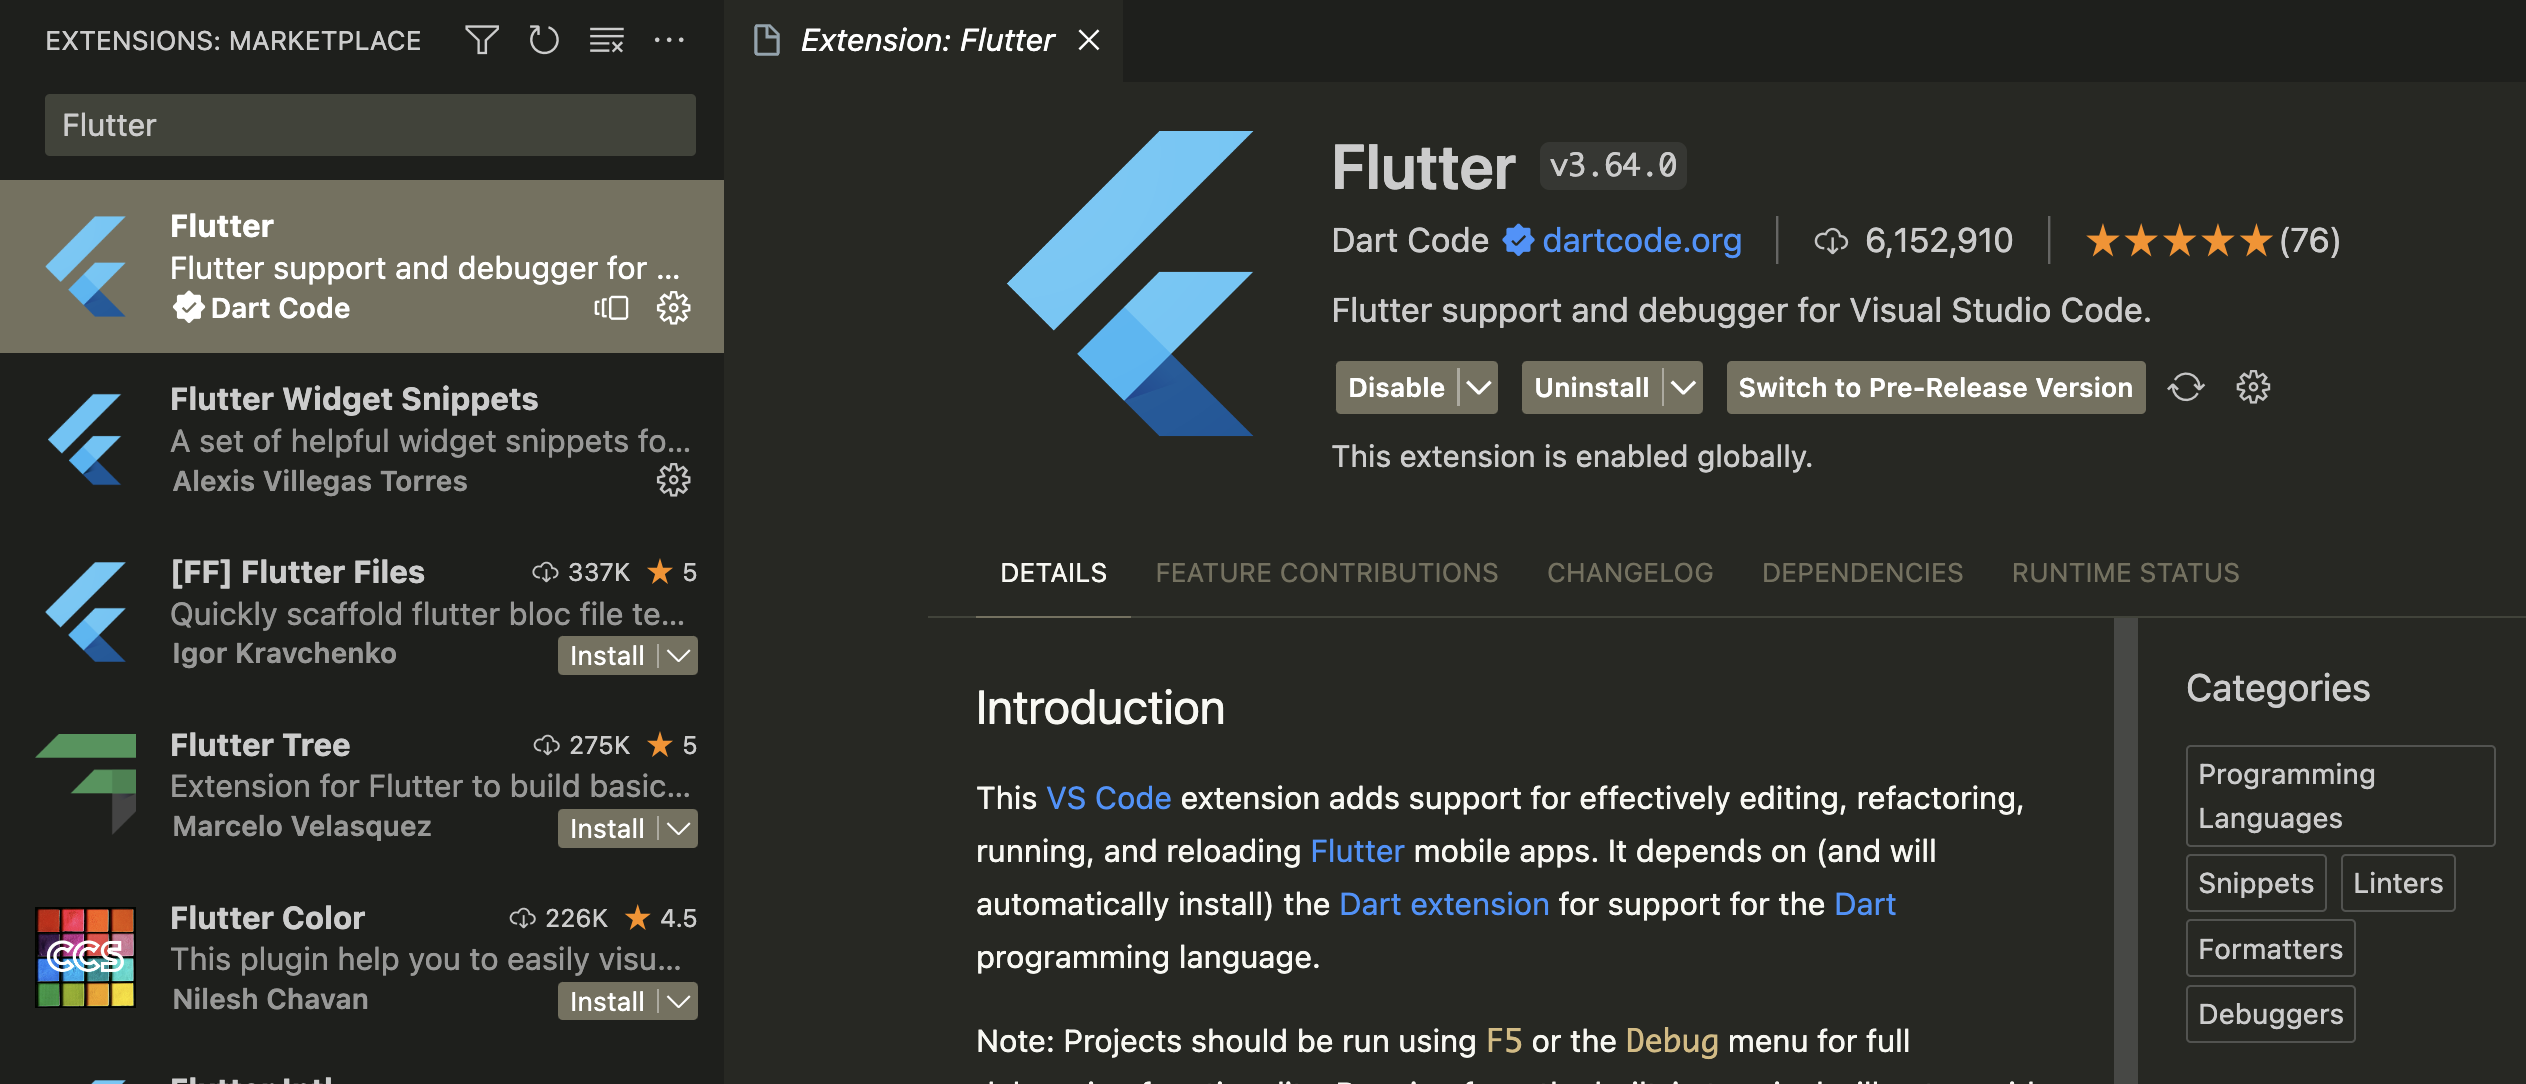 EXTENSIONS: MARKETPLACE
Flutter
Flutter
Flutter support and debugger for ...
Dart Code
Flutter Widget Snippets
A set of helpful widget snippets fo...
Alexis Villegas Torres
[FF] Flutter Files 337K 5
Quickly scaffold flutter bloc file te...
Igor Kravchenko Install
Flutter Tree 275K 5
Extension for Flutter to build basic...
Marcelo Velasquez Install
CCS
Flutter Color 226K 4.5
This plugin help you to easily visu...
Nilesh Chavan Install
Extension: Flutter
Flutter v3.64.0
Dart Code dartcode.org 6,152,910 (76)
Flutter support and debugger for Visual Studio Code.
Disable Uninstall Switch to Pre-Release Version
This extension is enabled globally.
DETAILS FEATURE CONTRIBUTIONS CHANGELOG DEPENDENCIES RUNTIME STATUS
Introduction
This VS Code extension adds support for effectively editing, refactoring,
running, and reloading Flutter mobile apps. It depends on (and will
automatically install) the Dart extension for support for the Dart
programming language.
Note: Projects should be run using F5 or the Debug menu for full
Categories
Programming
Languages
Snippets Linters
Formatters
Debuggers